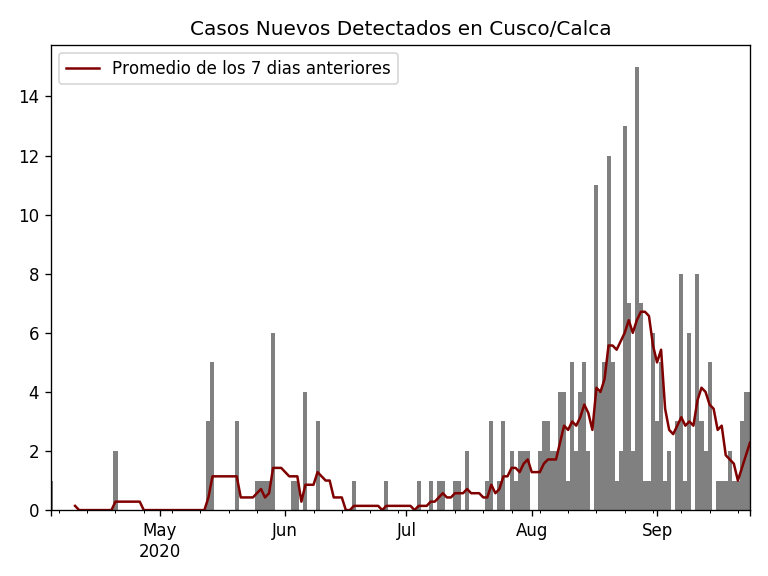 Casos Nuevos Detectados en Cusco/Calca
Promedio de los 7 dias anteriores
14
12
10
8
6
4
2
0
May
2020
Jun
Jul
Aug
Sep